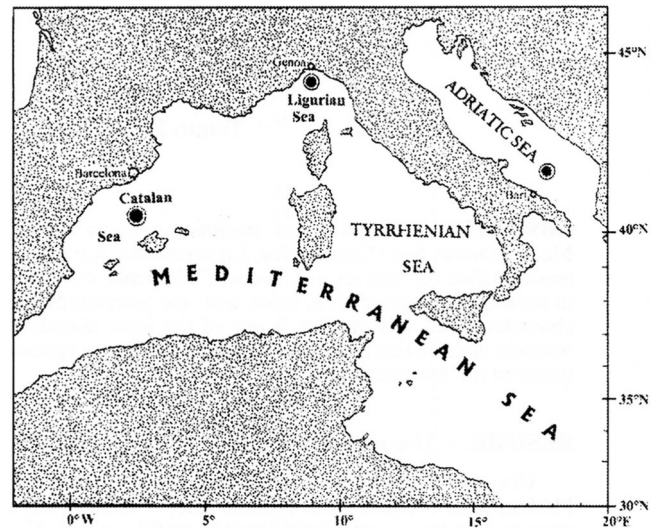 45°N
Genoa
Ligurian
Sea
ADRIATIC SEA
Barcelona
Catalan
Sea
Bari
TYRRHENIAN
SEA
40°N
MEDITERRANEAN SEA
35°N
30°N
0° W
5°
10°
15°
20°E